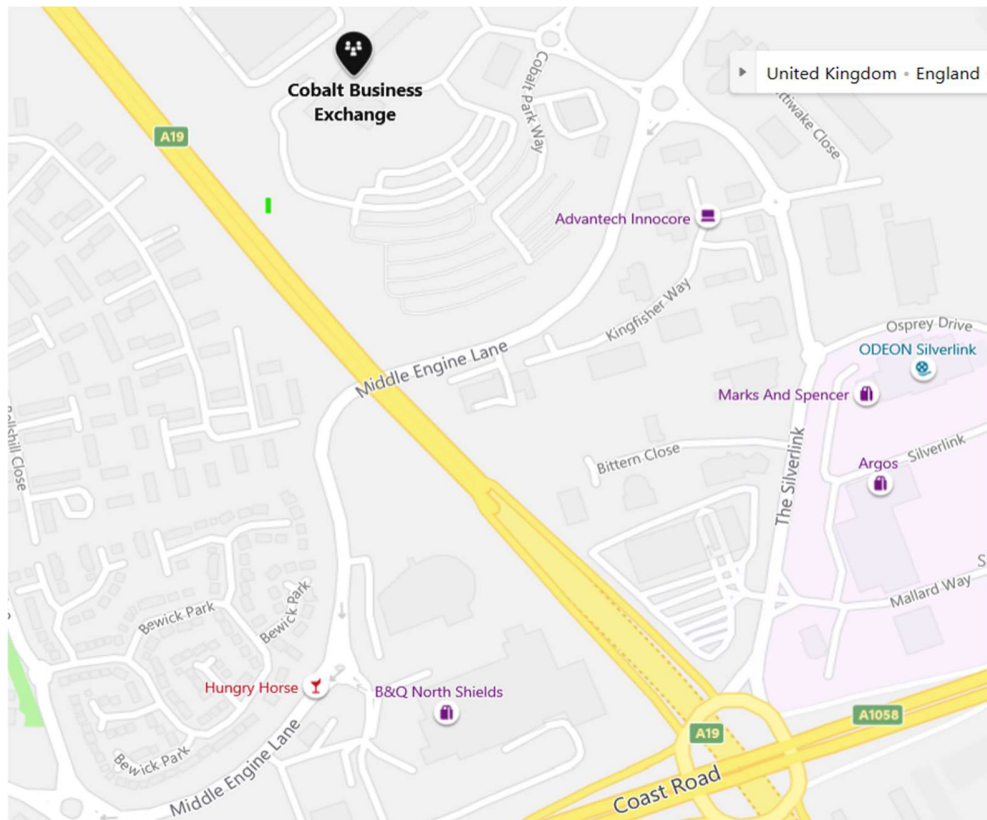 Cobalt Business
Exchange
Cobalt Park Way
United Kingdom • England
A19
Advantech Innocore
Kingfisher Way
Osprey Drive
ODEON Silverlink
Middle Engine Lane
Marks And Spencer
Close
Silverlink
Bittern Close
Argos
The Silverlink
Mallard Way
Bewick Park
Bewick Park
Hungry Horse
B&Q North Shields
A1058
A19
Bewick Park
Middle Engine Lane
Coast Road